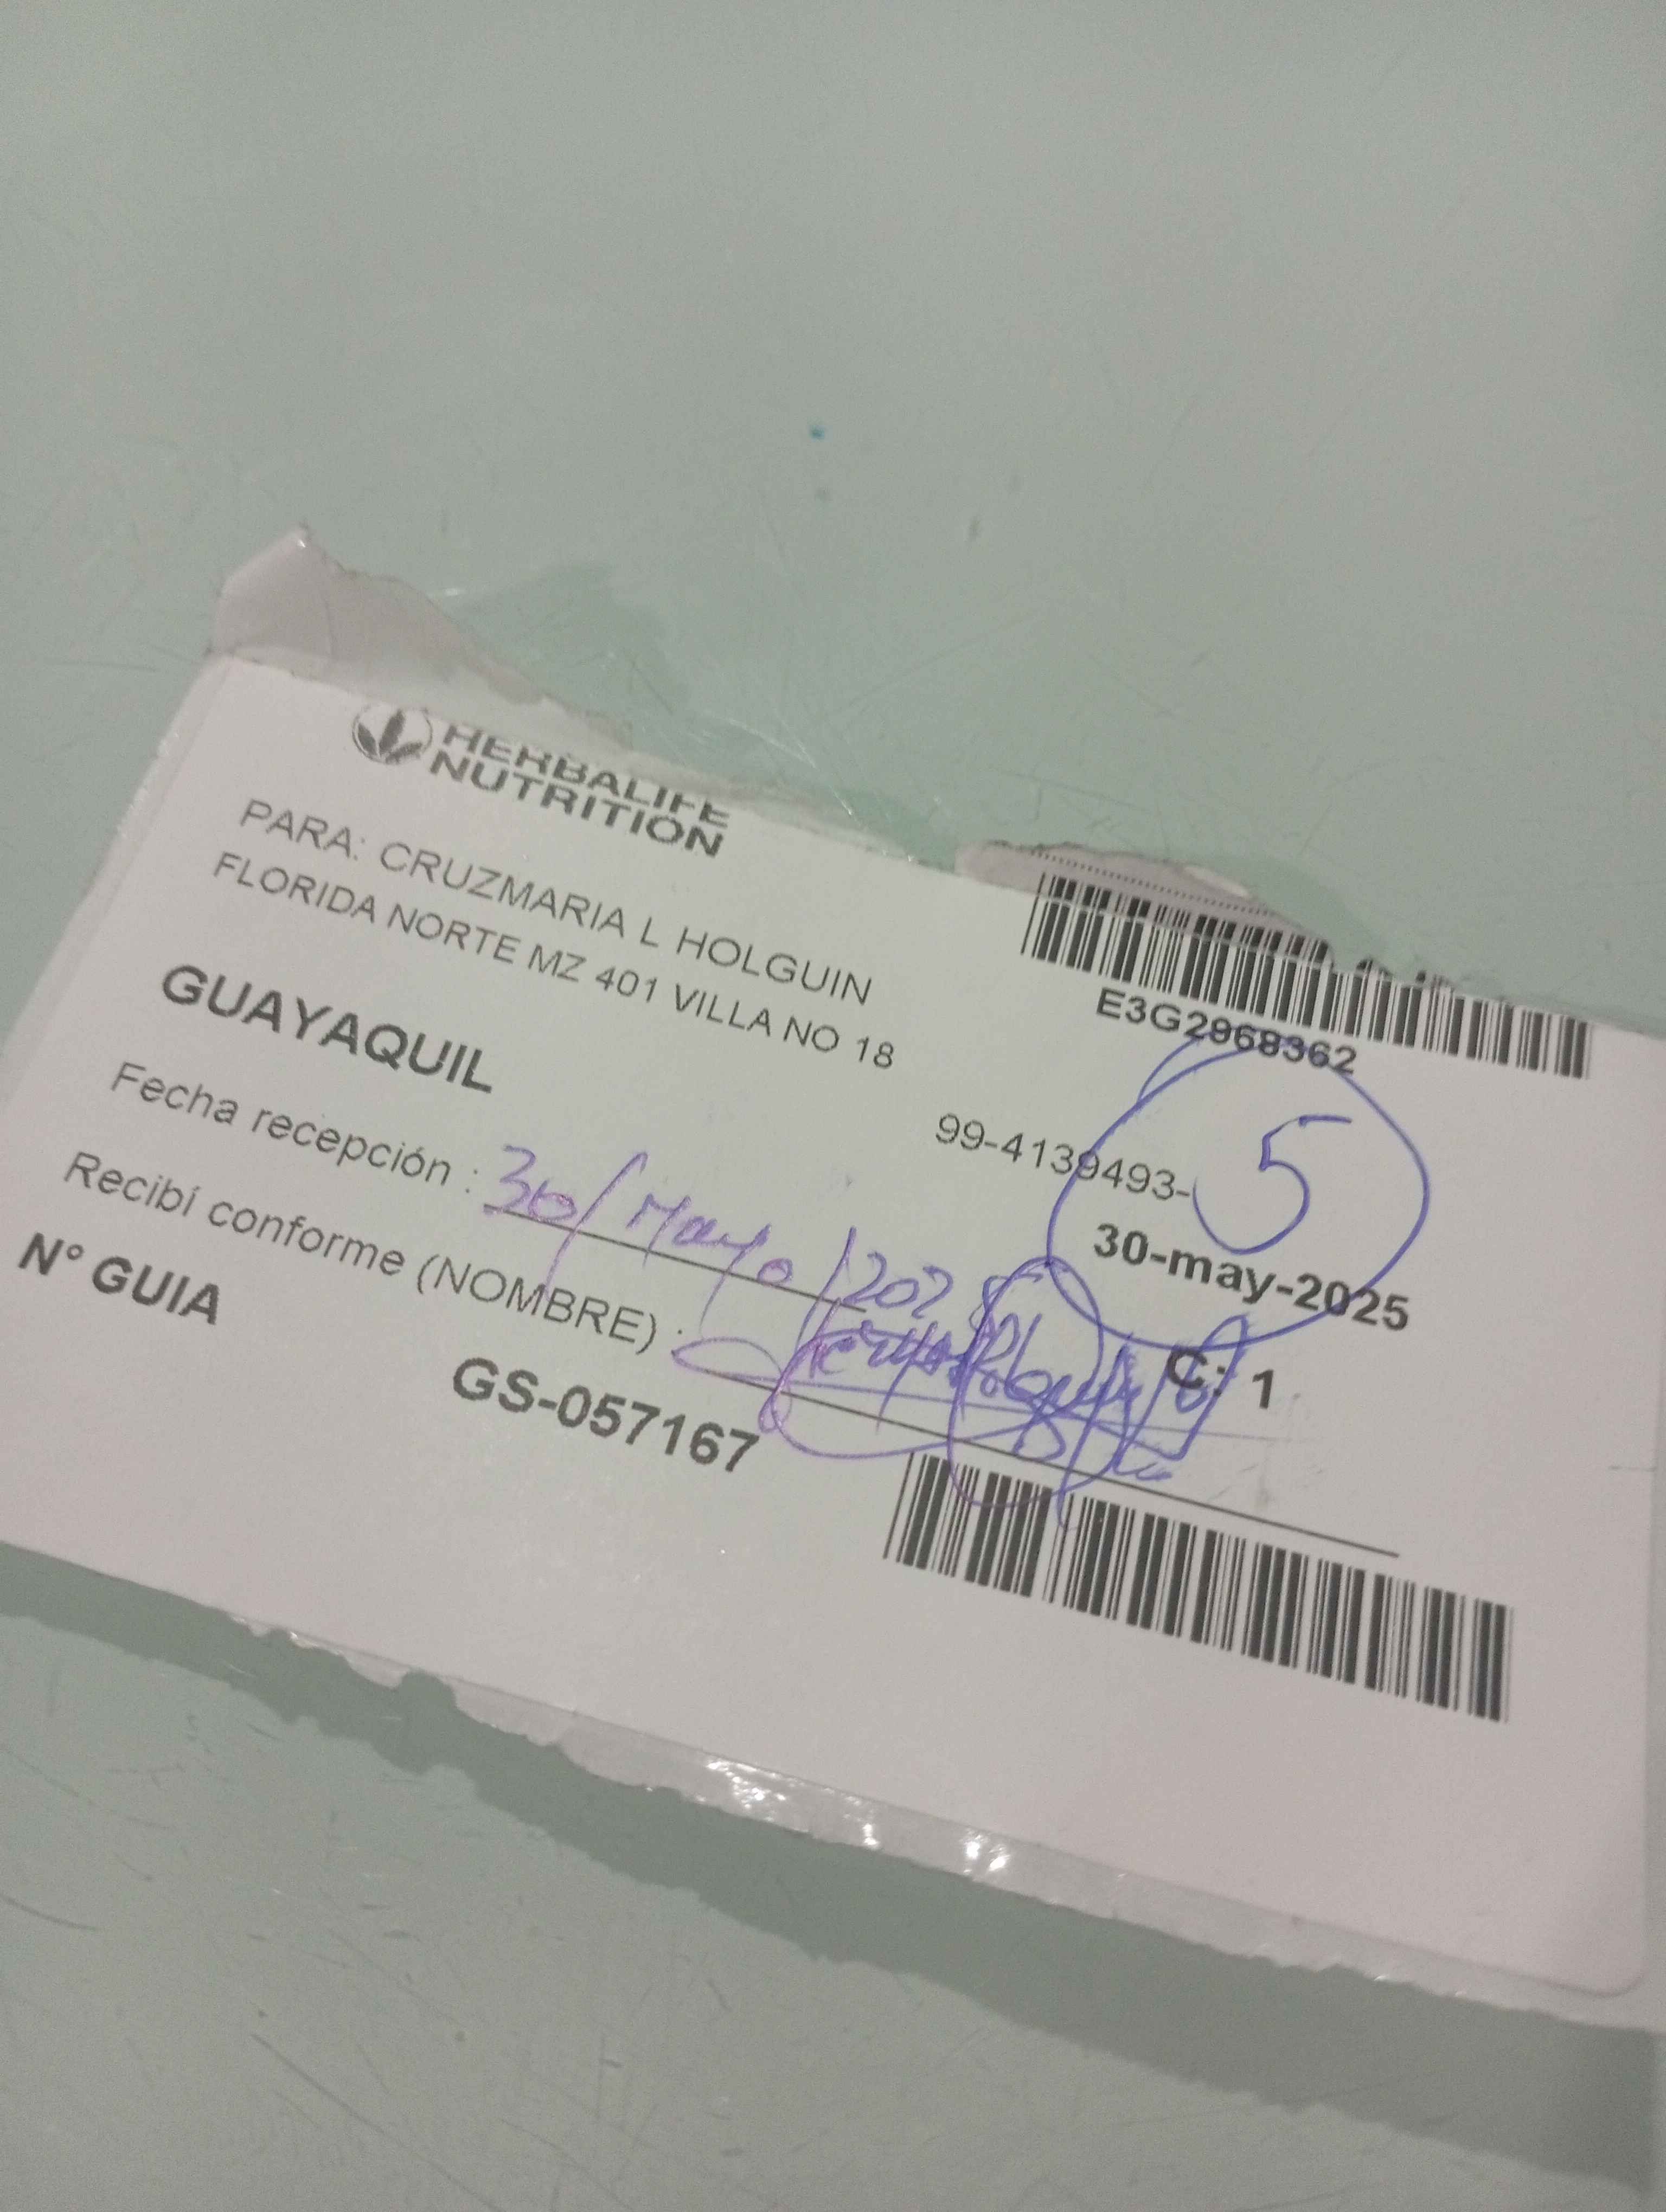 HERBALIFE
NUTRITION
PARA: CRUZMARIA L HOLGUIN
FLORIDA NORTE MZ 401 VILLA NO 18
GUAYAQUIL
E3G2968362
99-4139493-
5
30-may-2025
Fecha recepción : 30/Mayo/2025
Recibí conforme (NOMBRE) :
C: 1
N° GUIA
GS-057167